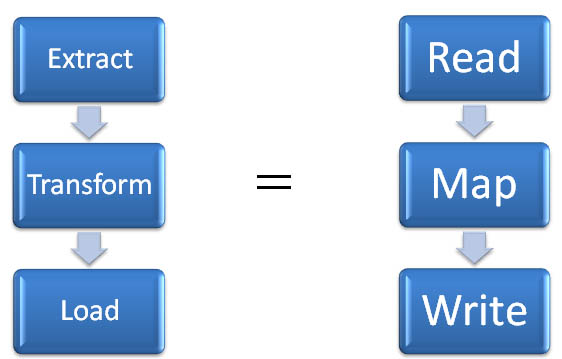 Extract
Transform
Load
=
Read
Map
Write